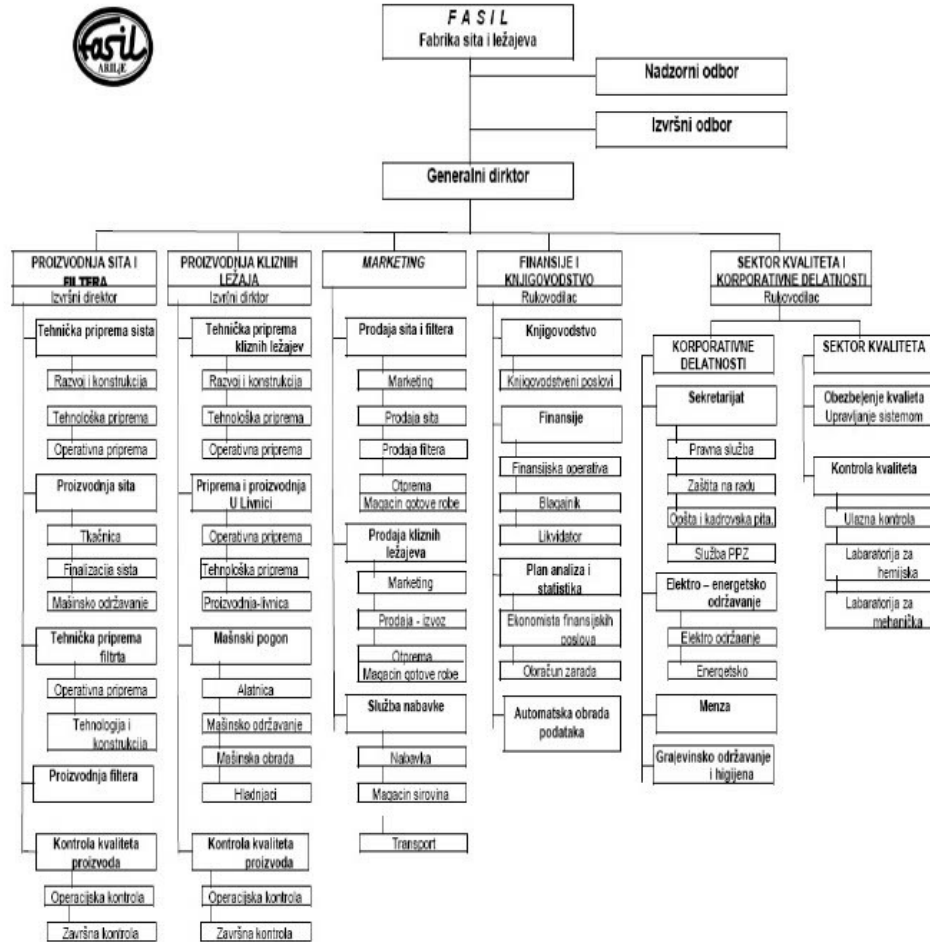 fasil
ARILJE
FASIL
Fabrika sita i ležajeva
Nadzorni odbor
Izvršni odbor
Generalni dirktor
PROIZVODNJA SITA I
FILTERA
Izvršni direktor
Tehnička priprema sista
Razvoj i konstrukcija
Tehnološka priprema
Operativna priprema
Proizvodnja sita
Tkačnica
Finalizacija sista
Mašinsko održavanje
Tehnička priprema
filtrta
Operativna priprema
Tehnologija i
konstrukcija
Proizvodnja filtera
Kontrola kvaliteta
proizvoda
Operacijska kontrola
Završna kontrola
PROIZVODNJA KLIZNIH
LEŽAJA
Izvrjni dirktor
Tehnička priprema
kliznih ležajev
Razvoj i konstrukcija
Tehnološka priprema
Operativna priprema
Priprema i proizvodnja
U Livnici
Operativna priprema
Tehnološka priprema
Proizvodnja-livnica
Mašnski pogon
Alatnica
Mašinsko održavanje
Mašinska obrada
Hladnjaci
Kontrola kvaliteta
proizvoda
Operacijska kontrola
Završna kontrola
MARKETING
Prodaja sita i filtera
Marketing
Prodaja sita
Prodaja filtera
Otprema
Magacin gotove robe
Prodaja kliznih
ležajeva
Marketing
Prodaja - izvoz
Otprema
Magacin gotove robe
Služba nabavke
Nabavka
Magacin sirovina
Transport
FINANSIJE I
KNJIGOVODSTVO
Rukovodilac
Knjigovodstvo
Knjigovodstveni poslovi
Finansije
Finansijska operativa
Blagajnik
Likvidator
Plan analiza i
statistika
Ekonomista finansijskih
poslova
Obračun zarada
Automatska obrada
podataka
SEKTOR KVALITETA I
KORPORATIVNE DELATNOSTI
Rukovodilac
KORPORATIVNE
DELATNOSTI
Sekretarijat
Pravna služba
Zaštita na radu
Opšta i kadrovska pita.
Služba PPZ
Elektro – energetsko
održavanje
Elektro održaanje
Energetsko
Menza
Grajevinsko održavanje
i higijena
SEKTOR KVALITETA
Obezbejenje kvalieta
Upravljanje sistemom
Kontrola kvaliteta
Ulazna kontrola
Labaratorija za
hemijska
Labaratorija za
mehanička